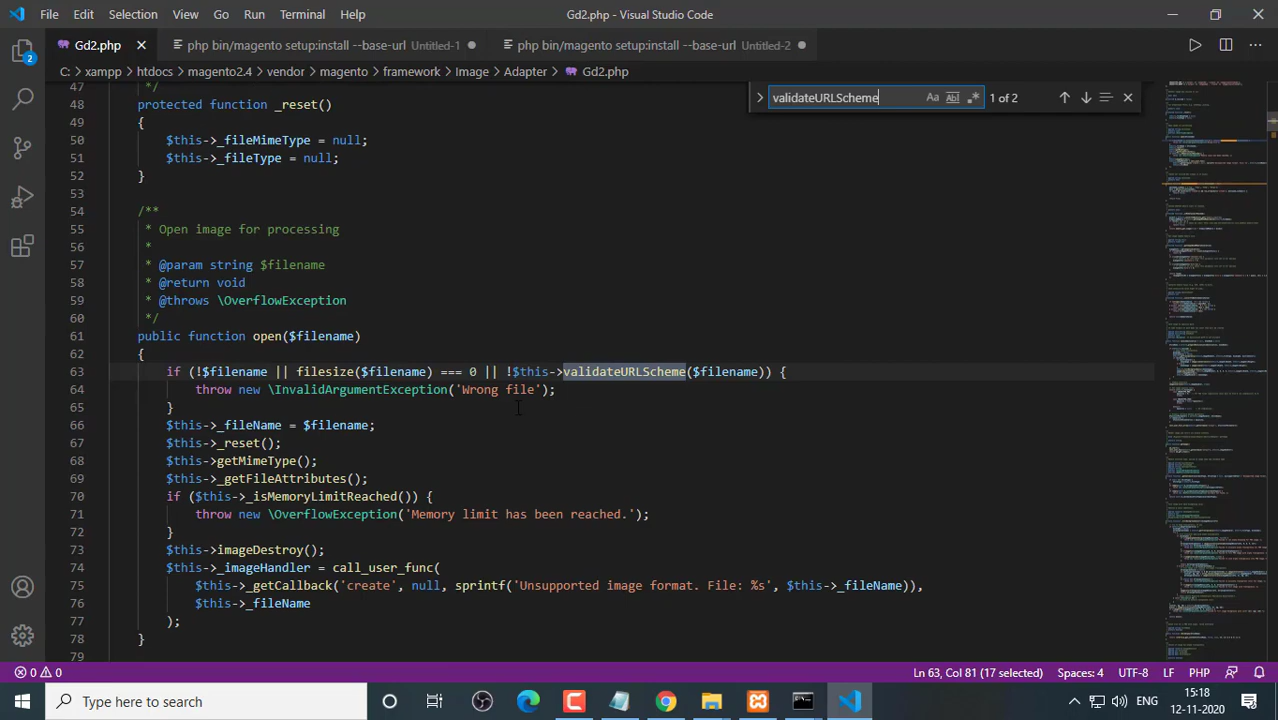 File Edit Selection View Go Run Terminal Help Gd2.php - Visual Studio Code
Gd2.php php bin/magento setup:install --base-url Untitled-1 php bin/magento setup:install --base-url Untitled-2
C: > xampp > htdocs > magento2.4 > vendor > magento > framework > Image > Adapter > Gd2.php
validateURLScheme Aa Abl .* 1 of 2
47 */
48 protected function _reset()
49 {
50 $this->_fileMimeType = null;
51 $this->_fileType = null;
52 }
53
54 /**
55 * Open image for processing
56 *
57 * @param string $filename
58 * @return void
59 * @throws \OverflowException
60 */
61 public function open($filename)
62 {
63 if (!$filename || filesize($filename) === 0 || this->validateURLScheme($filename)) {
64 throw new \InvalidArgumentException('Wrong file');
65 }
66 $this->_fileName = $filename;
67 $this->_reset();
68 $this->getMimeType();
69 $this->_getFileAttributes();
70 if ($this->_isMemoryLimitReached()) {
71 throw new \OverflowException('Memory limit has been reached.');
72 }
73 $this->imageDestroy();
74 $this->_imageHandler = call_user_func(
75 $this->_getCallback('create', null, sprintf('Unsupported image format. File: %s', $this->_fileName)),
76 $this->_fileName
77 );
78 }
79
2
0 0 Ln 63, Col 81 (17 selected) Spaces: 4 UTF-8 LF PHP
Type here to search ENG 15:18
12-11-2020